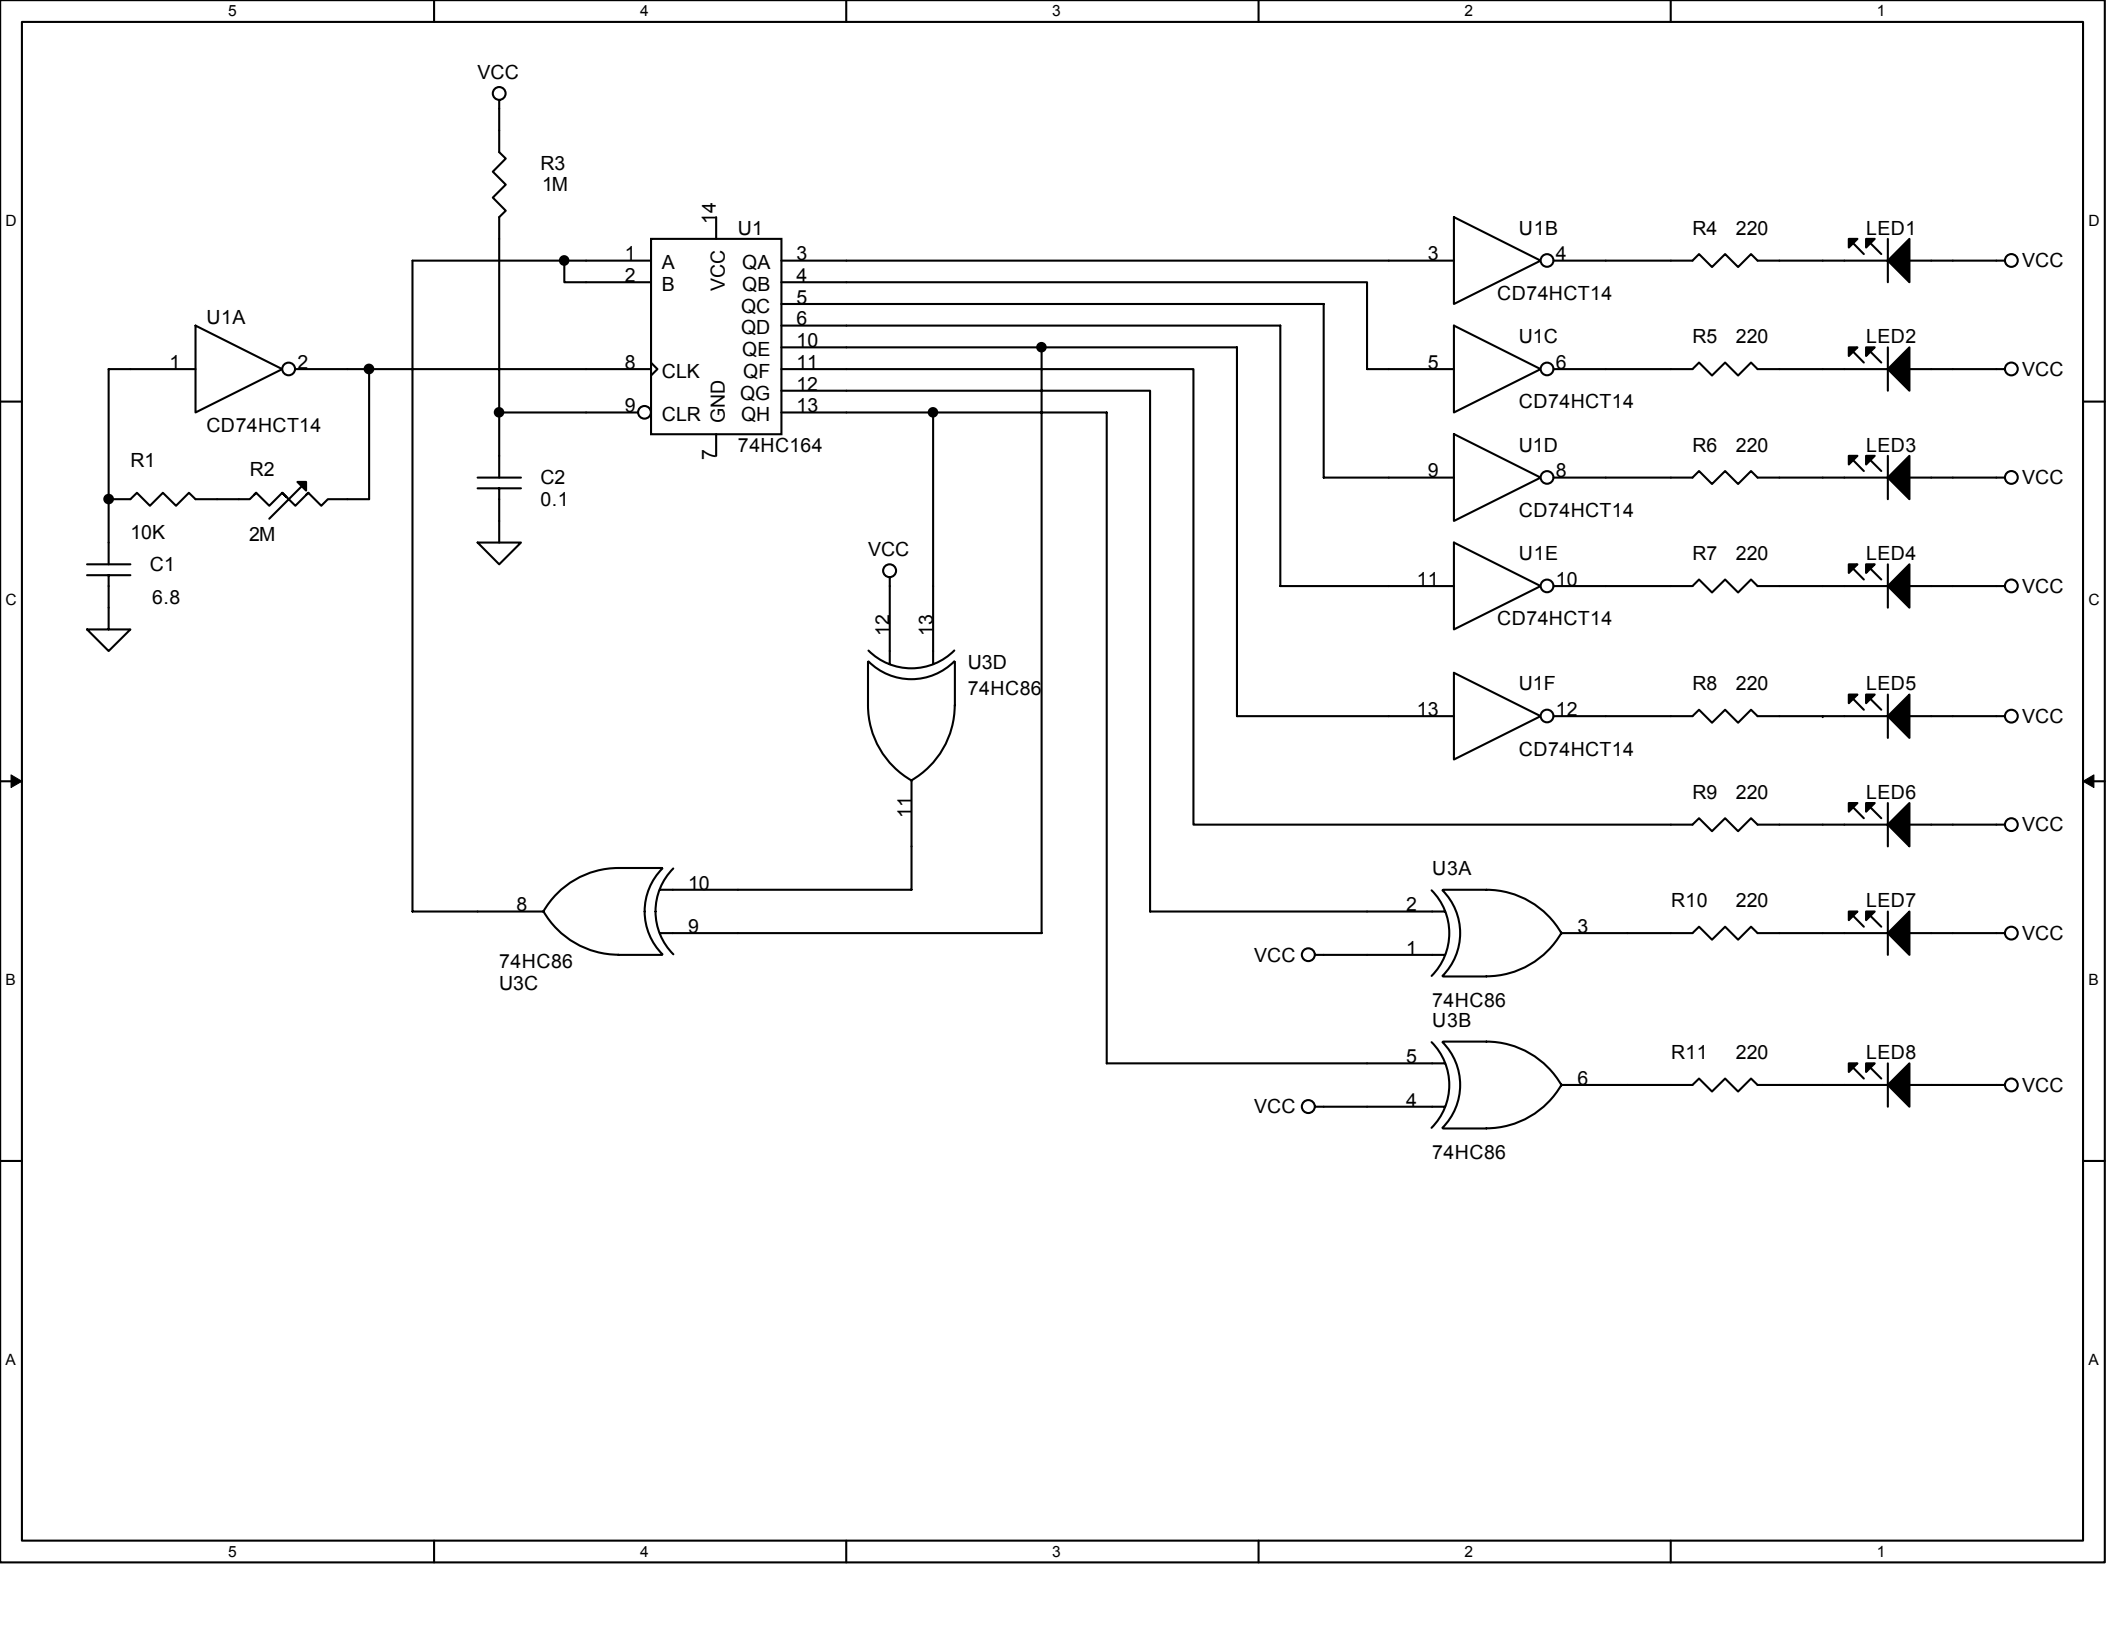 5 4 3 2 1
VCC
R3
1M
D
D
14
U1
1 A VCC QA 3
2 B QB 4
QC 5
QD 6
QE 10
8 CLK QF 11
GND QG 12
9 CLR QH 13
7 74HC164
U1A
1 2
CD74HCT14
R1
R2
10K
2M
C1
6.8
C2
0.1
VCC
12 13
U3D
74HC86
11
10
8
9
74HC86
U3C
U1B
3 4
CD74HCT14
R4 220
LED1
VCC
U1C
5 6
CD74HCT14
R5 220
LED2
VCC
U1D
9 8
CD74HCT14
R6 220
LED3
VCC
U1E
11 10
CD74HCT14
R7 220
LED4
VCC
C
C
U1F
13 12
CD74HCT14
R8 220
LED5
VCC
R9 220
LED6
VCC
U3A
2
3
VCC 1
74HC86
R10 220
LED7
VCC
B
B
U3B
5
6
VCC 4
74HC86
R11 220
LED8
VCC
A
A
5 4 3 2 1